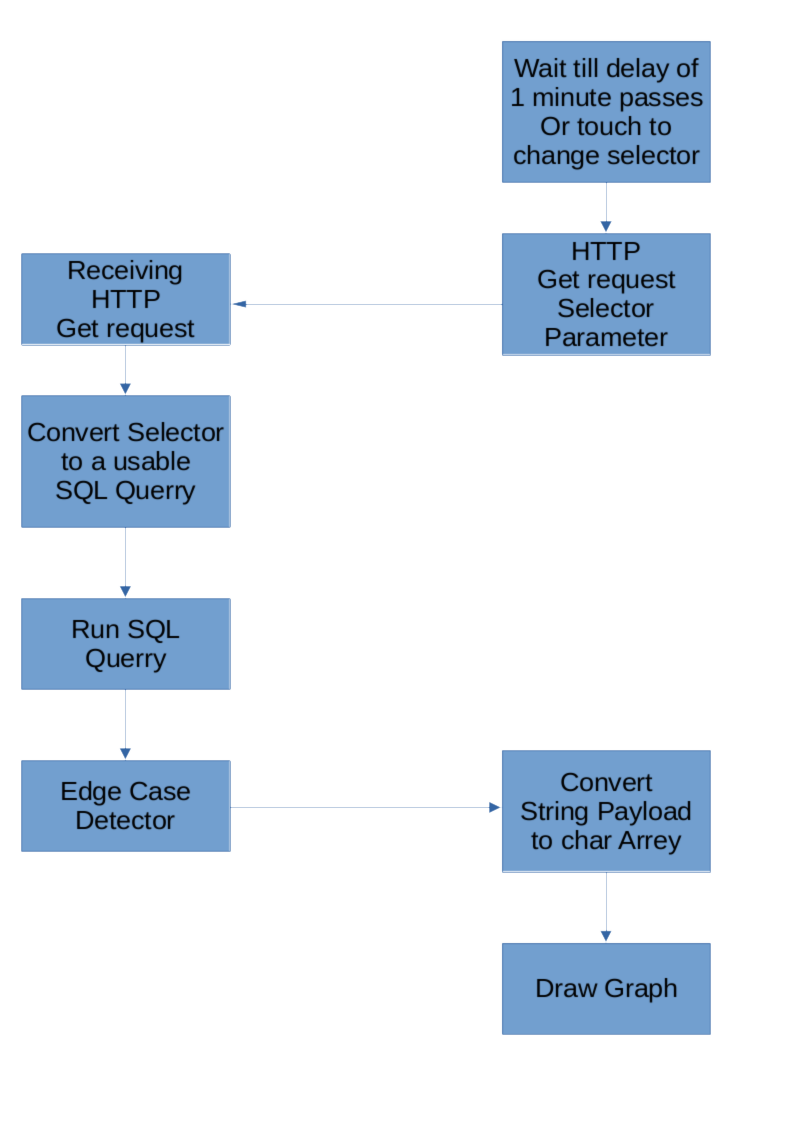 Wait till delay of
1 minute passes
Or touch to
change selector
HTTP
Get request
Selector
Parameter
Receiving
HTTP
Get request
Convert Selector
to a usable
SQL Querry
Run SQL
Querry
Edge Case
Detector
Convert
String Payload
to char Arrey
Draw Graph